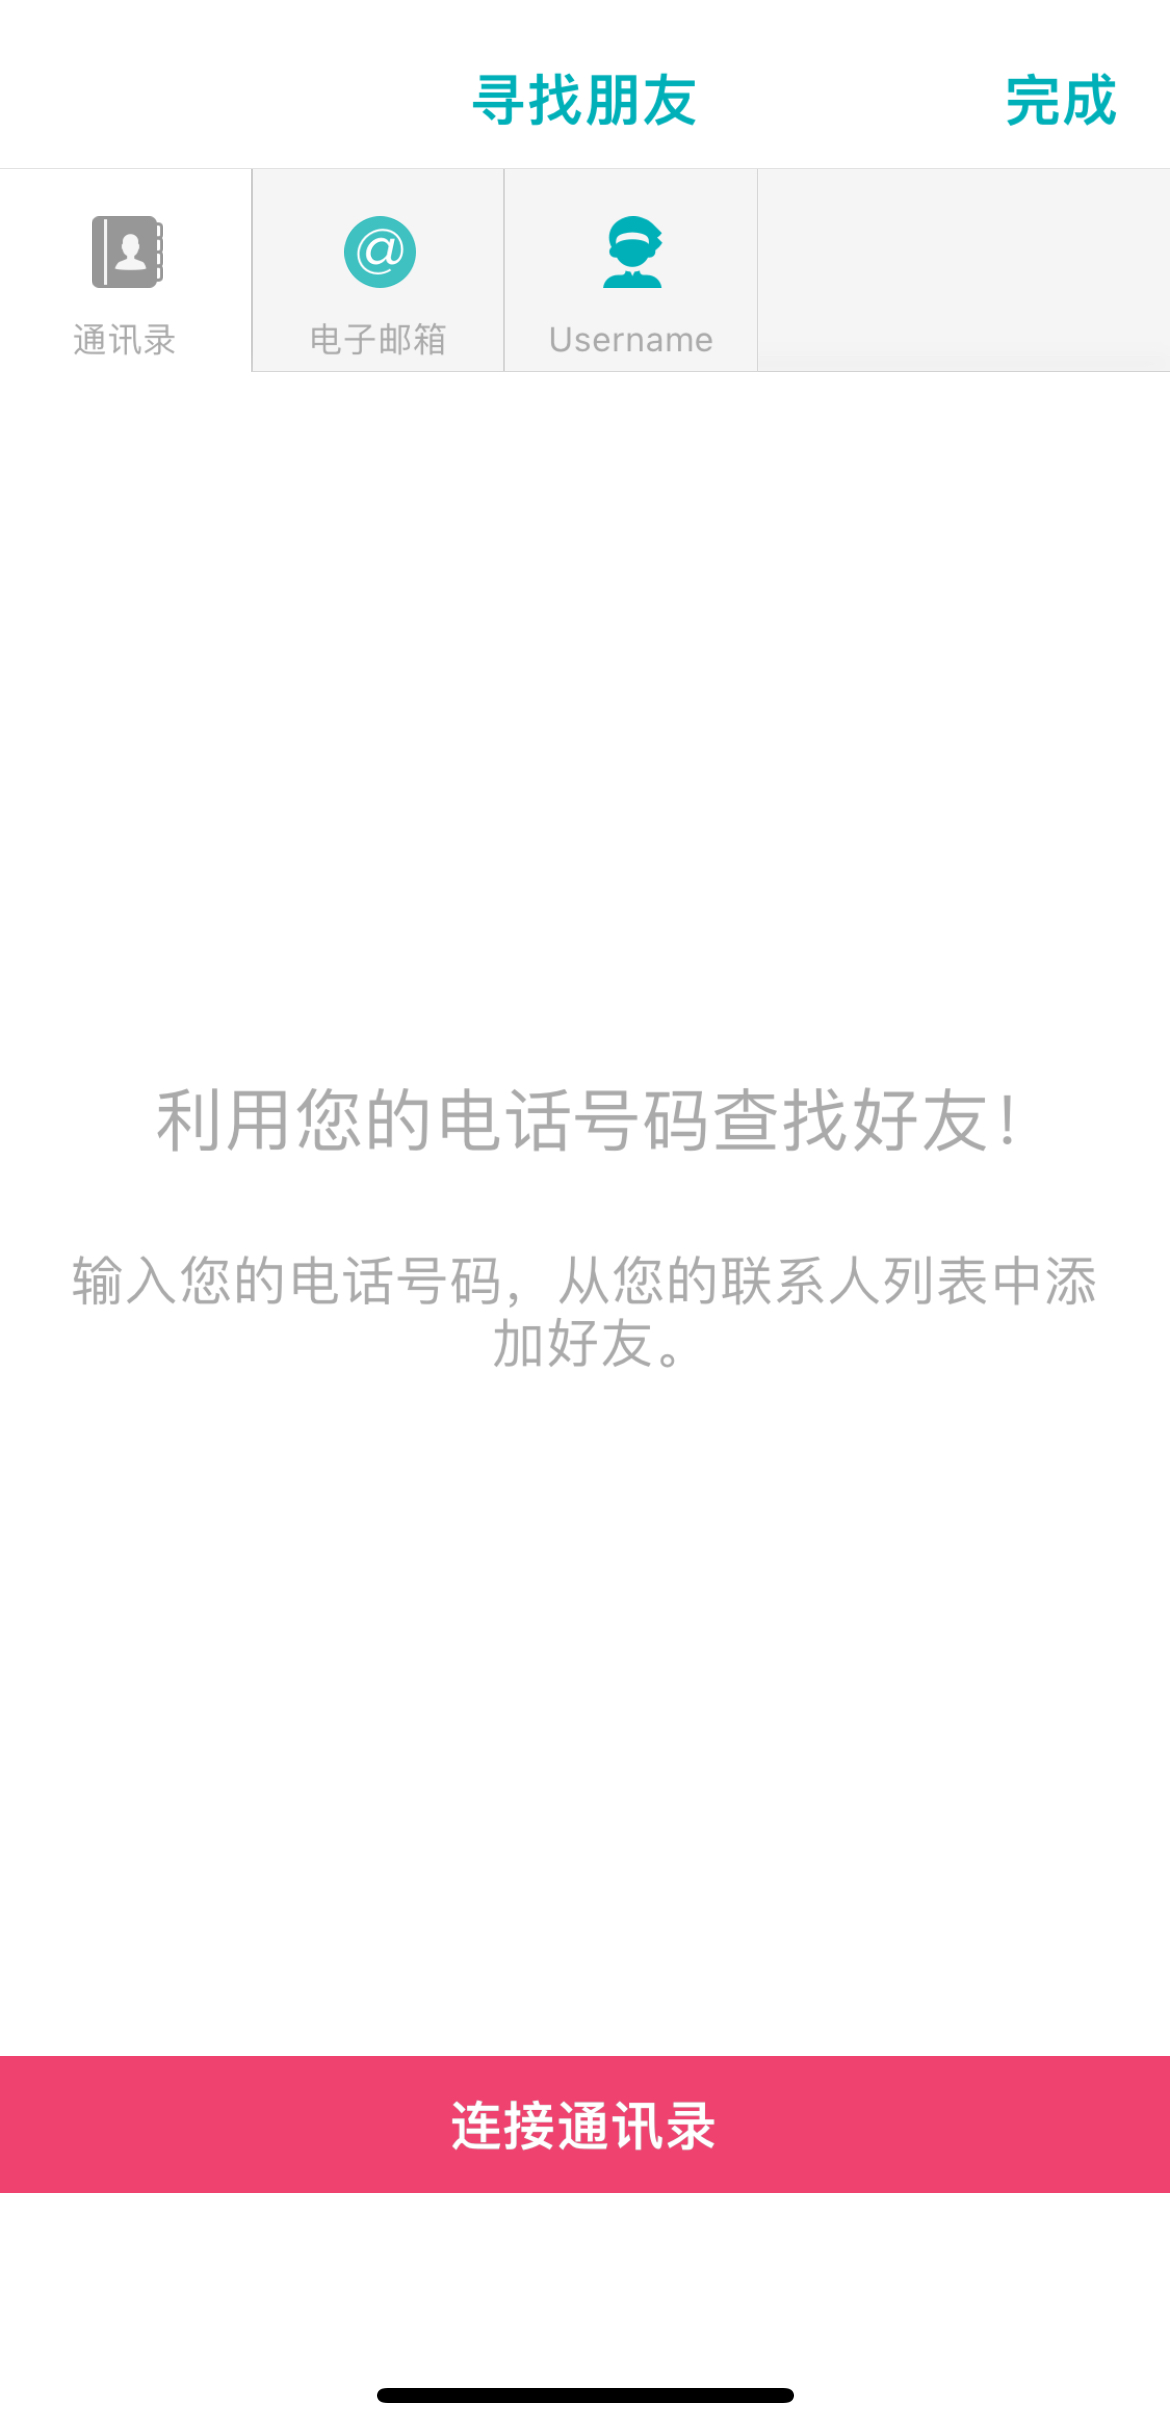 寻找朋友
完成
通讯录
@
电子邮箱
Username
利用您的电话号码查找好友！
输入您的电话号码，从您的联系人列表中添
加好友。
连接通讯录